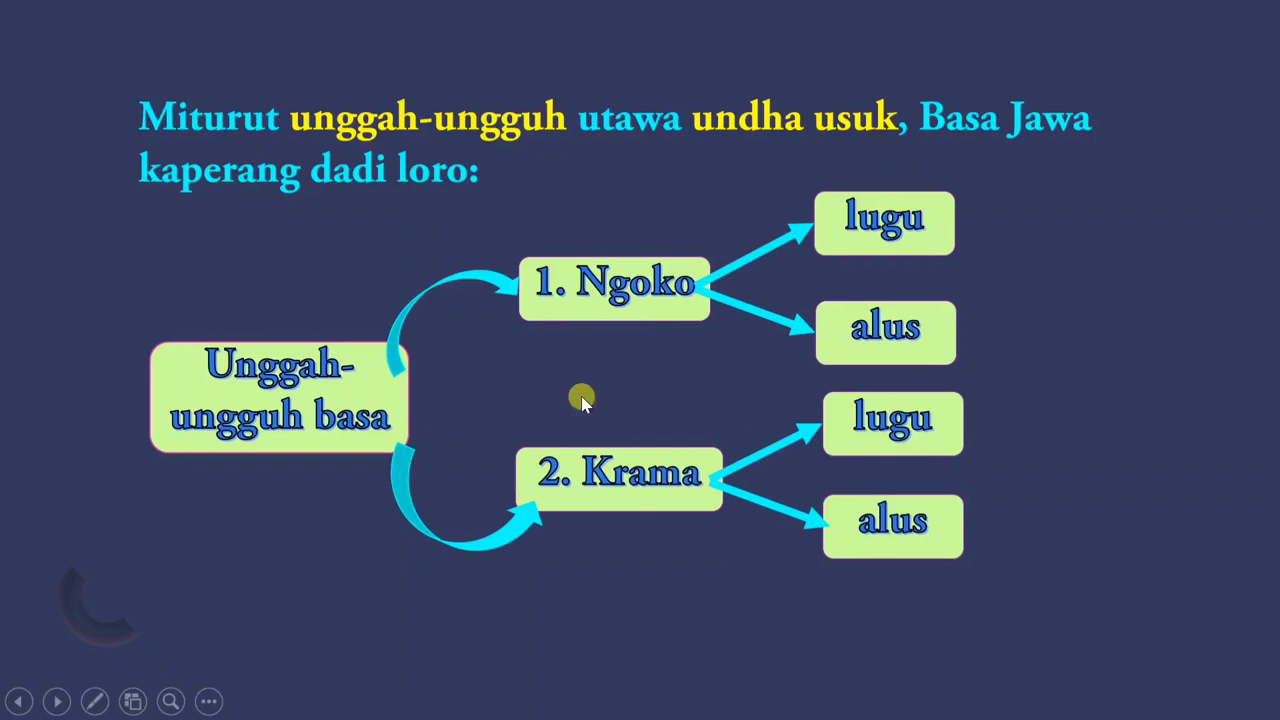 Miturut unggah-ungguh utawa undha usuk, Basa Jawa
kaperang dadi loro:
lugu
1. Ngoko
alus
Unggah-
ungguh basa
lugu
2. Krama
alus